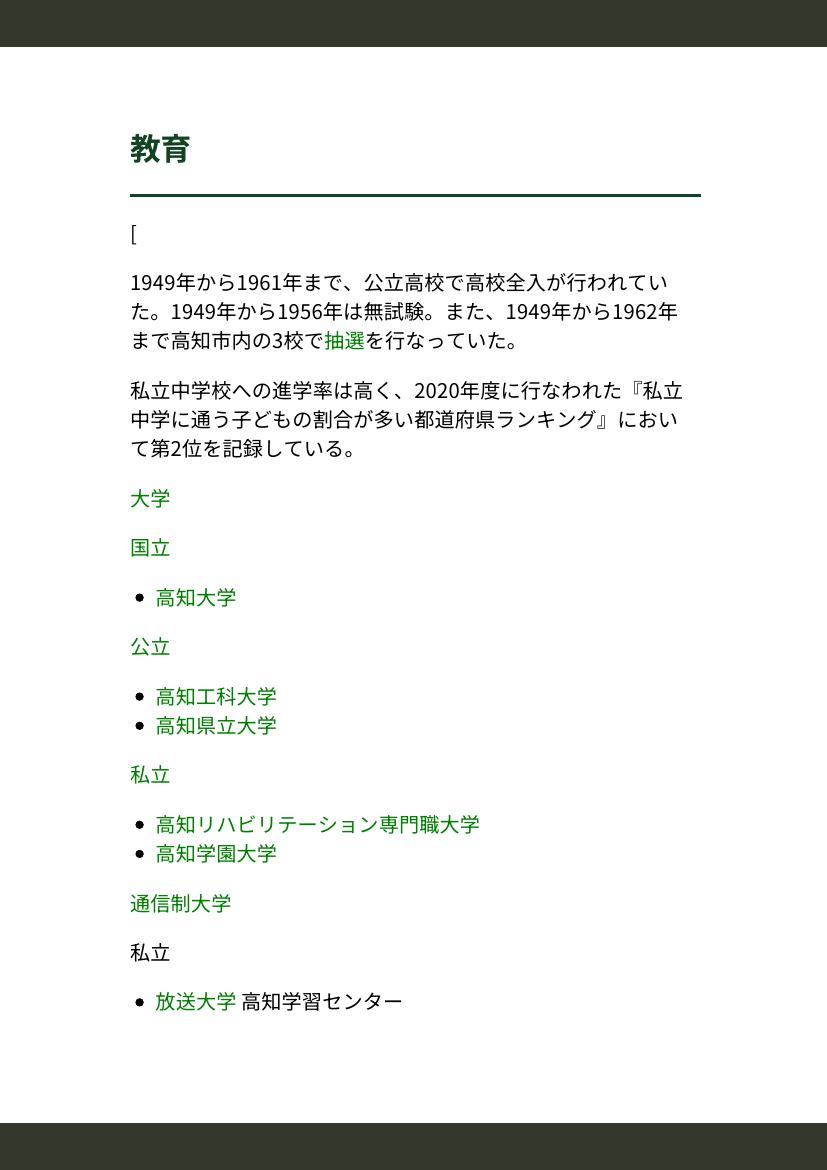 教育
[
1949年から1961年まで、公立高校で高校全入が行われてい
た。1949年から1956年は無試験。また、1949年から1962年
まで高知市内の3校で抽選を行なっていた。
私立中学校への進学率は高く、2020年度に行なわれた『私立
中学に通う子どもの割合が多い都道府県ランキング』におい
て第2位を記録している。
大学
国立
• 高知大学
公立
• 高知工科大学
• 高知県立大学
私立
• 高知リハビリテーション専門職大学
• 高知学園大学
通信制大学
私立
• 放送大学 高知学習センター